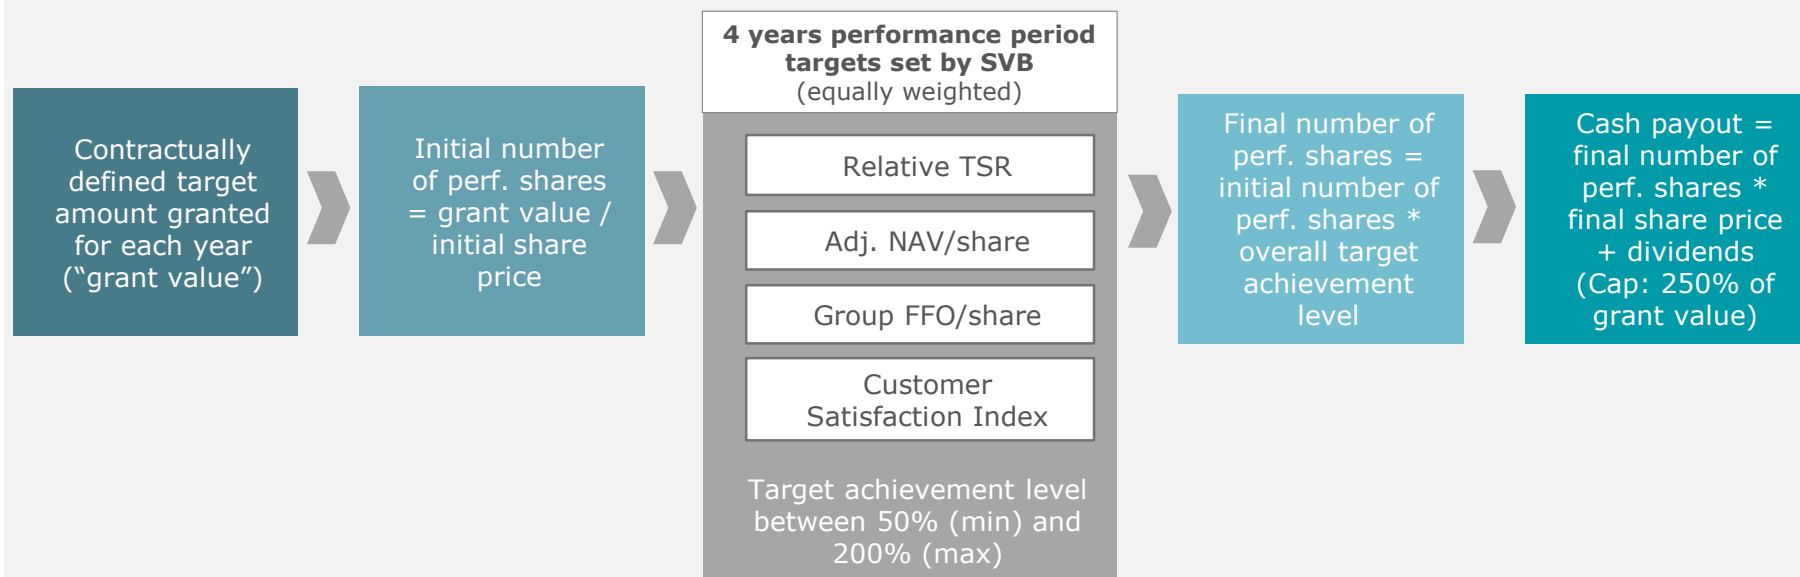 Contractually
defined target
amount granted
for each year
(“grant value”)
Initial number
of perf. shares
= grant value /
initial share
price
4 years performance period
targets set by SVB
(equally weighted)
Relative TSR
Adj. NAV/share
Group FFO/share
Customer
Satisfaction Index
Target achievement level
between 50% (min) and
200% (max)
Final number of
perf. shares =
initial number of
perf. shares *
overall target
achievement
level
Cash payout =
final number of
perf. shares *
final share price
+ dividends
(Cap: 250% of
grant value)